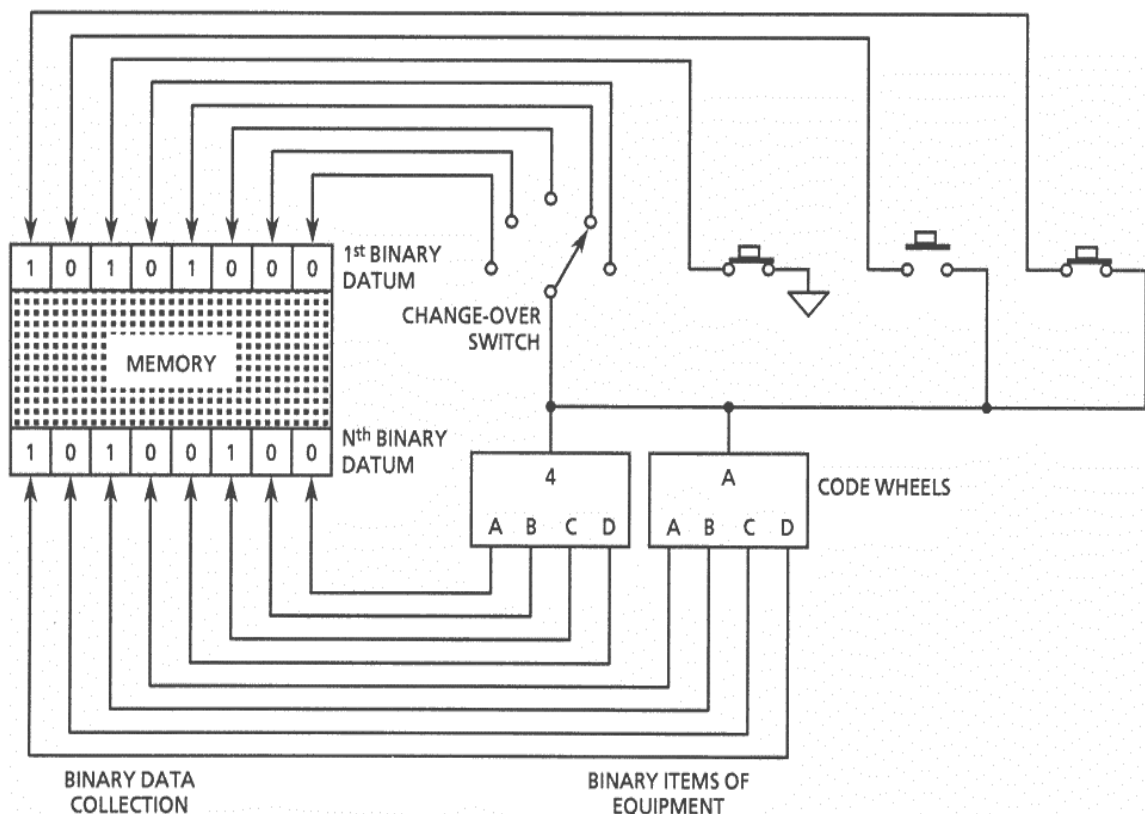 1 0 1 0 1 0 0 0
1st BINARY
DATUM
CHANGE-OVER
SWITCH
MEMORY
1 0 1 0 0 1 0 0
Nth BINARY
DATUM
4
A B C D
A
A B C D
CODE WHEELS
BINARY DATA
COLLECTION
BINARY ITEMS OF
EQUIPMENT